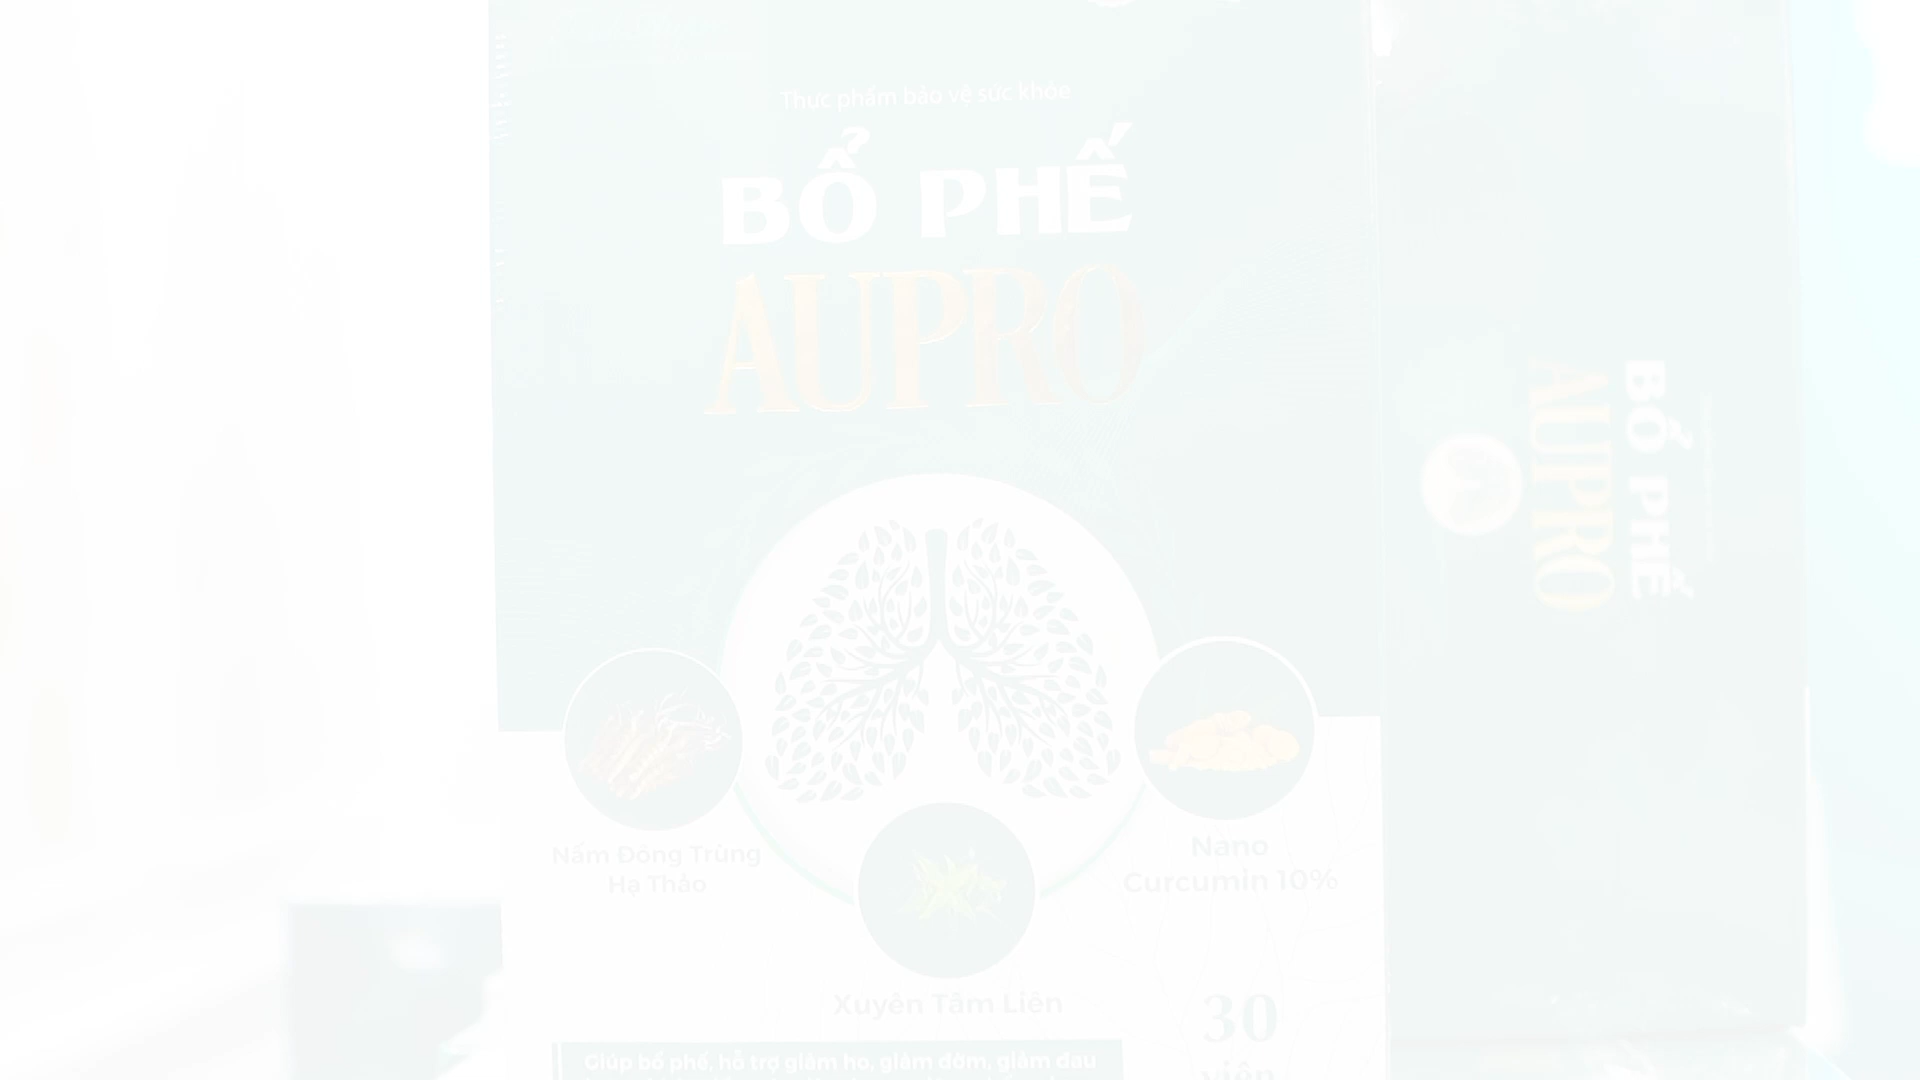 Thực phẩm bảo vệ sức khỏe
BỔ PHẾ
AUPRO
Nấm Đông Trùng
Hạ Thảo
Nano
Curcumin 10%
Xuyên Tâm Liên
30
viên
Giúp bổ phế, hỗ trợ giảm ho, giảm đờm, giảm đau
BỔ PHẾ
AUPRO